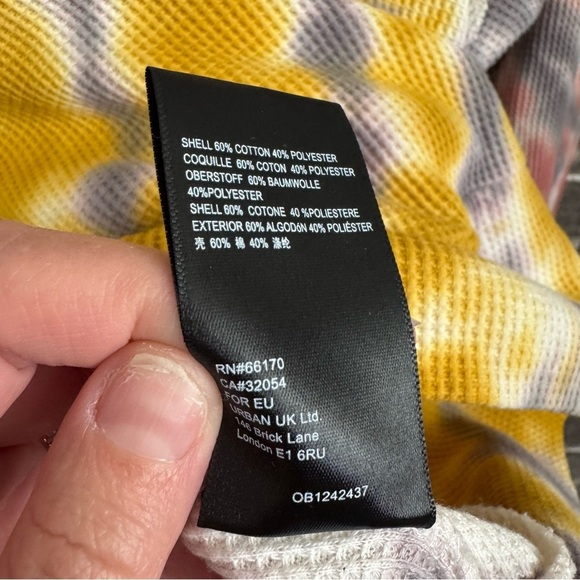 SHELL 60% COTTON 40% POLYESTER
COQUILLE 60% COTON 40% POLYESTER
OBERSTOFF 60% BAUMNOLLE
40%POLYESTER
SHELL 60% COTONE 40 %POLIESTERE
EXTERIOR 60% ALGODóN 40% POLIÉSTER
壳 60% 棉 40% 涤纶
RN#66170
CA#32054
FOR EU
URBAN UK Ltd.
146 Brick Lane
London E1 6RU
OB1242437